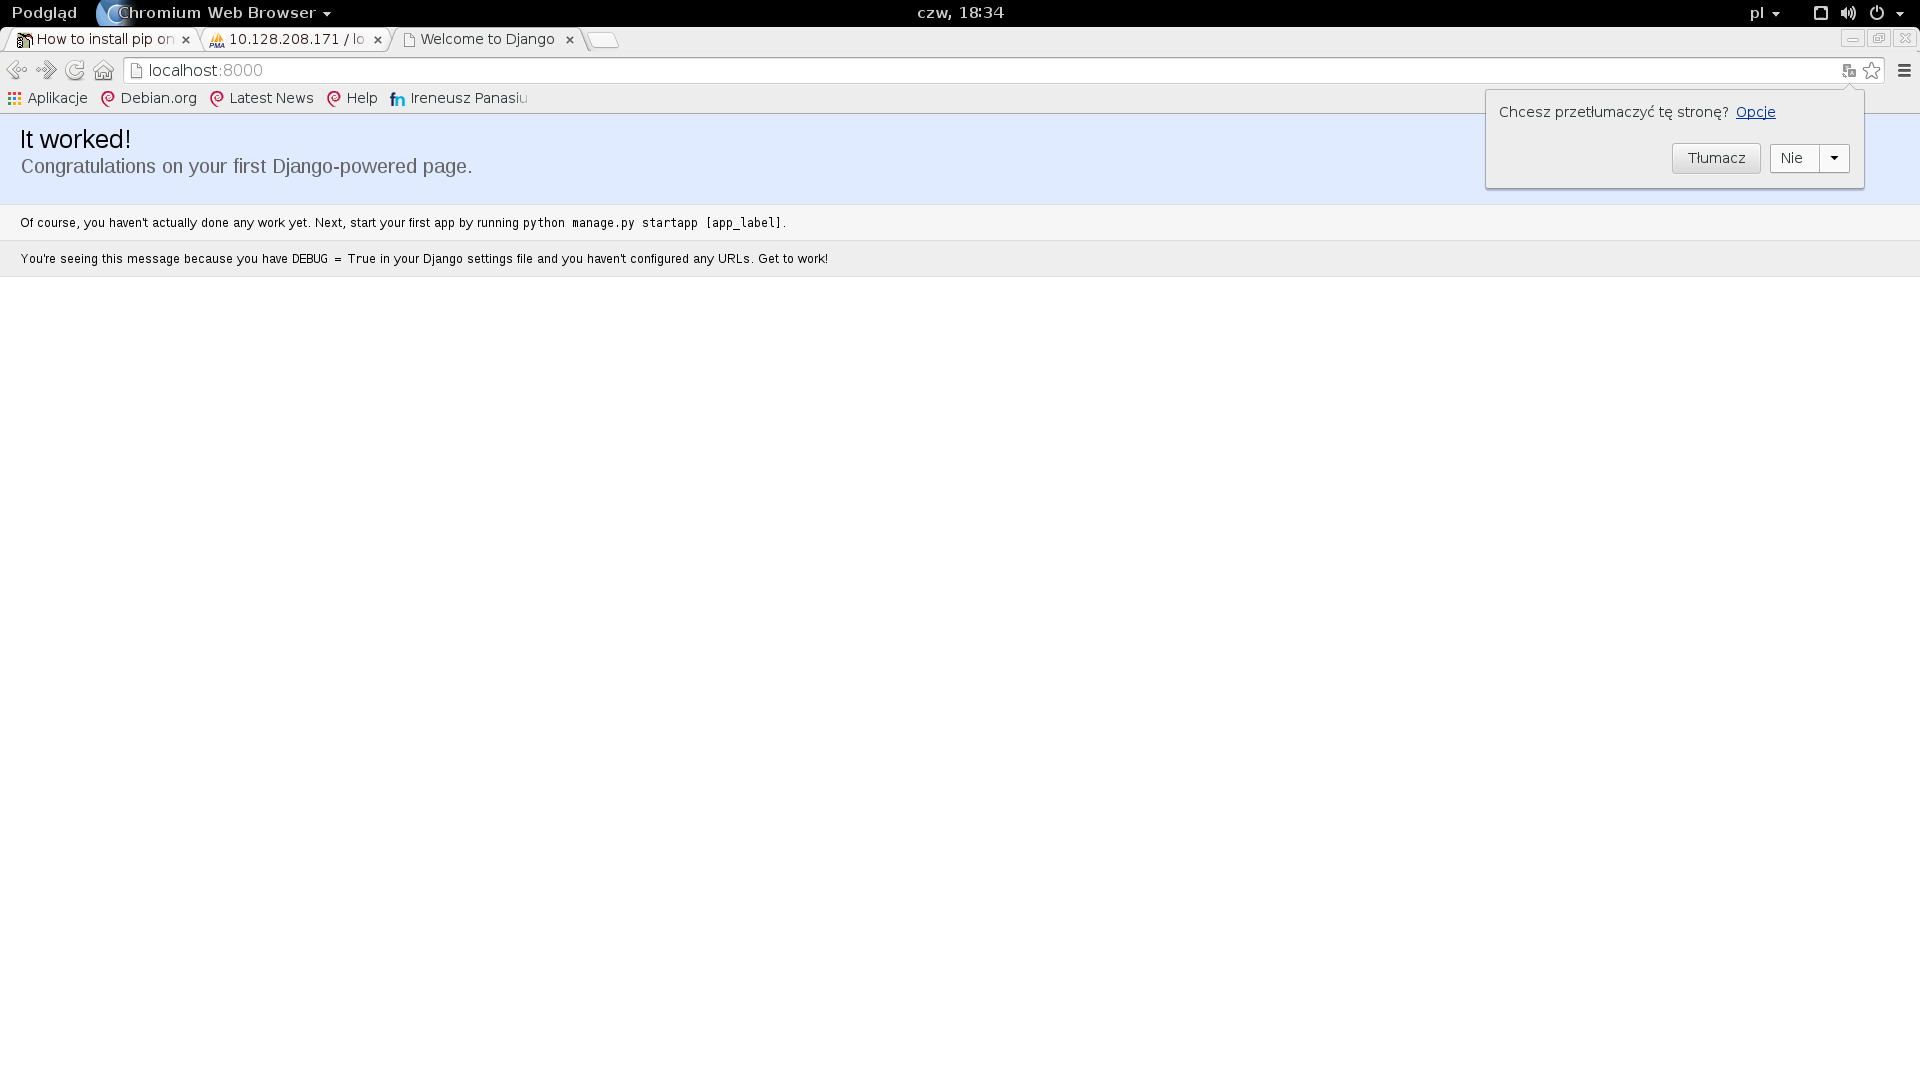 Podgląd Chromium Web Browser czw, 18:34 pl
How to install pip on 10.128.208.171 / lo Welcome to Django
localhost:8000
Aplikacje Debian.org Latest News Help Ireneusz Panasiu
Chcesz przetłumaczyć tę stronę? Opcje
Tłumacz Nie
It worked!
Congratulations on your first Django-powered page.
Of course, you haven't actually done any work yet. Next, start your first app by running python manage.py startapp [app_label].
You're seeing this message because you have DEBUG = True in your Django settings file and you haven't configured any URLs. Get to work!